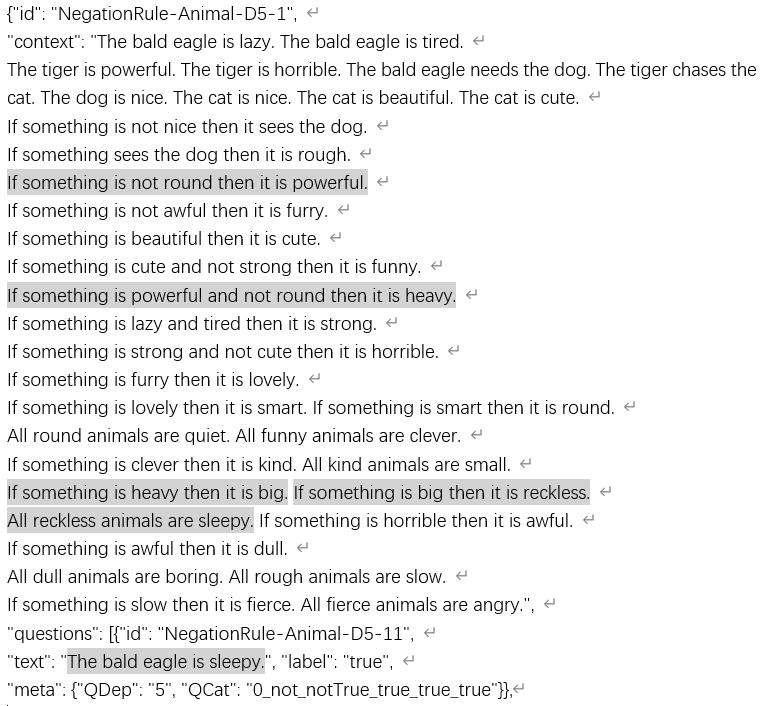 {"id": "NegationRule-Animal-D5-1", ↵
"context": "The bald eagle is lazy. The bald eagle is tired. ↵
The tiger is powerful. The tiger is horrible. The bald eagle needs the dog. The tiger chases the
cat. The dog is nice. The cat is nice. The cat is beautiful. The cat is cute. ↵
If something is not nice then it sees the dog. ↵
If something sees the dog then it is rough. ↵
If something is not round then it is powerful. ↵
If something is not awful then it is furry. ↵
If something is beautiful then it is cute. ↵
If something is cute and not strong then it is funny. ↵
If something is powerful and not round then it is heavy. ↵
If something is lazy and tired then it is strong. ↵
If something is strong and not cute then it is horrible. ↵
If something is furry then it is lovely. ↵
If something is lovely then it is smart. If something is smart then it is round. ↵
All round animals are quiet. All funny animals are clever. ↵
If something is clever then it is kind. All kind animals are small. ↵
If something is heavy then it is big. If something is big then it is reckless. ↵
All reckless animals are sleepy. If something is horrible then it is awful. ↵
If something is awful then it is dull. ↵
All dull animals are boring. All rough animals are slow. ↵
If something is slow then it is fierce. All fierce animals are angry.", ↵
"questions": [{"id": "NegationRule-Animal-D5-11", ↵
"text": "The bald eagle is sleepy.", "label": "true", ↵
"meta": {"QDep": "5", "QCat": "0_not_notTrue_true_true_true"}},↵